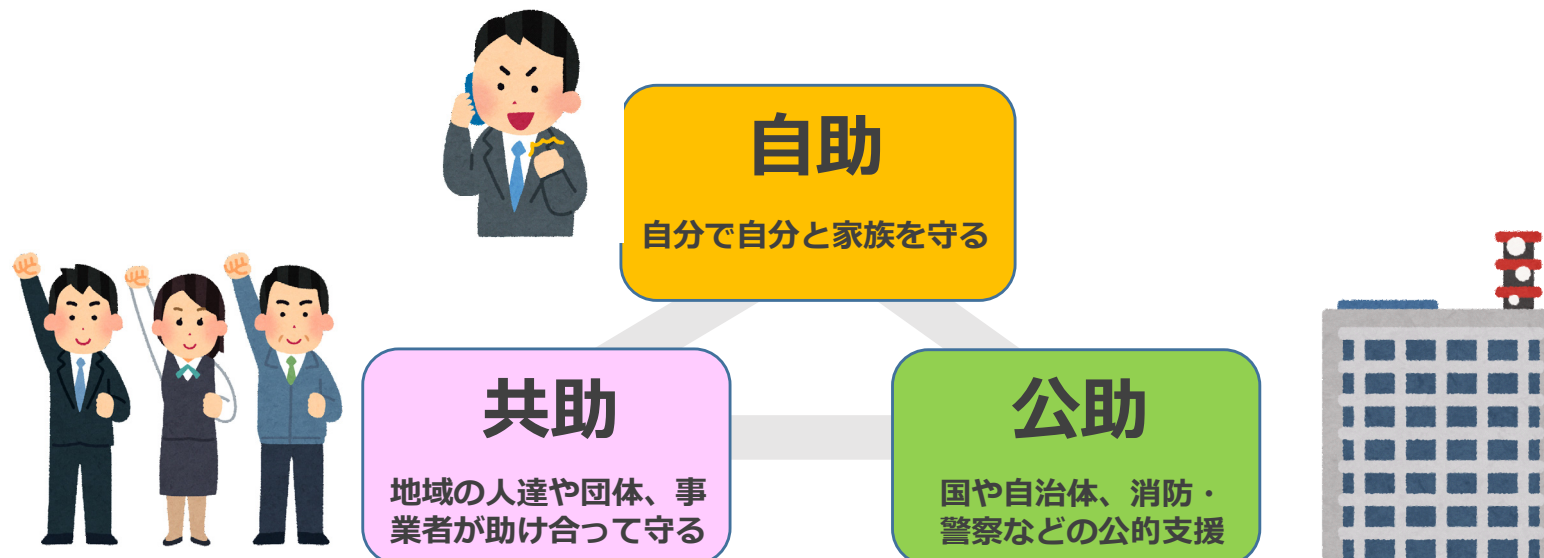 自助
自分で自分と家族を守る
共助
地域の人達や団体、事
業者が助け合って守る
公助
国や自治体、消防・
警察などの公的支援